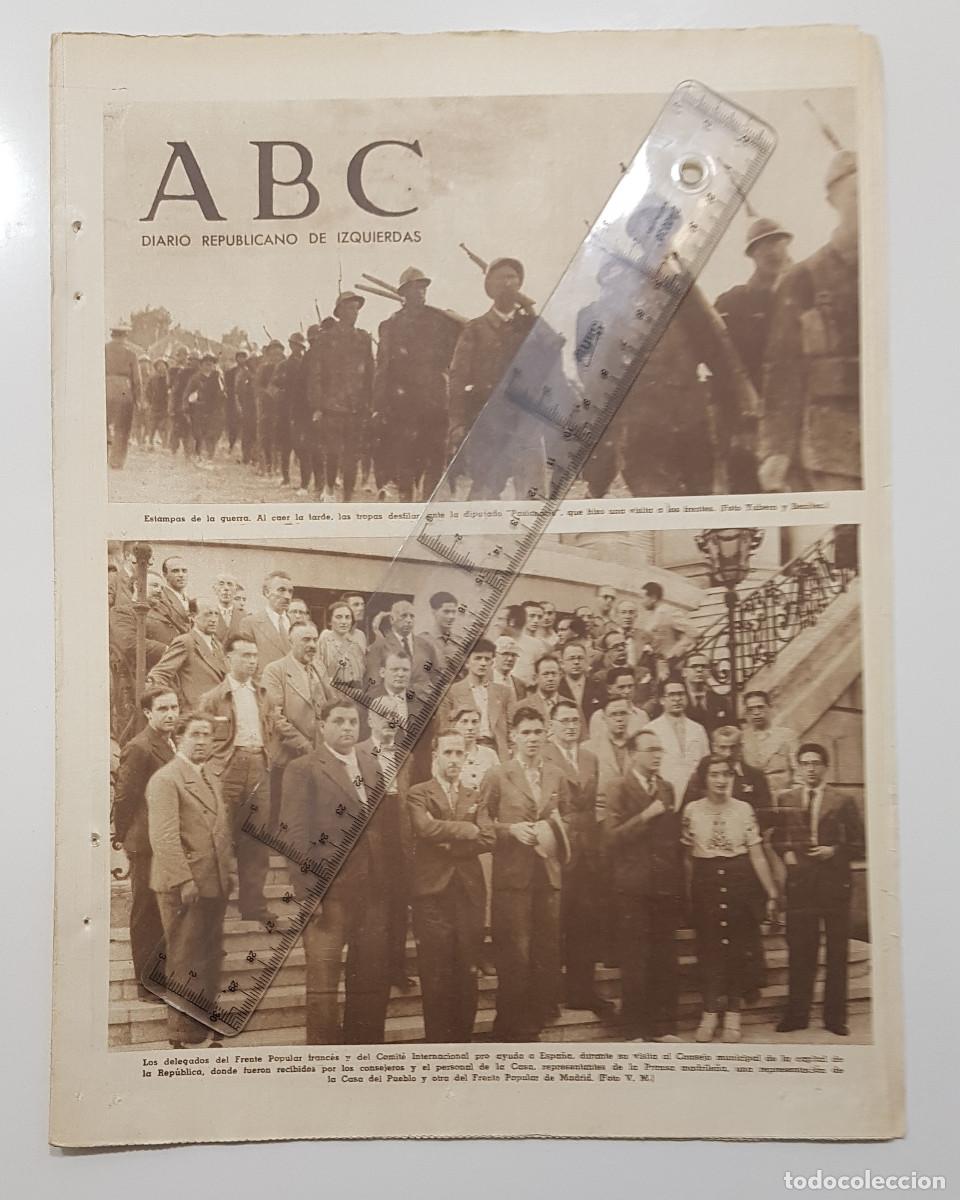 ABC
DIARIO REPUBLICANO DE IZQUIERDAS
Estampas de la guerra. Al caer la tarde, las tropas desfilan ante la diputado "Pasionaria", que hizo una visita a los frentes. (Foto Yubero y Benítez.)
Los delegados del Frente Popular francés y del Comité Internacional pro ayuda a España, durante su visita al Consejo municipal de la capital de
la República, donde fueron recibidos por los consejeros y el personal de la Casa, representantes de la Prensa madrileña, una representación de
la Casa del Pueblo y otra del Frente Popular de Madrid. (Foto V. M.)
todocoleccion